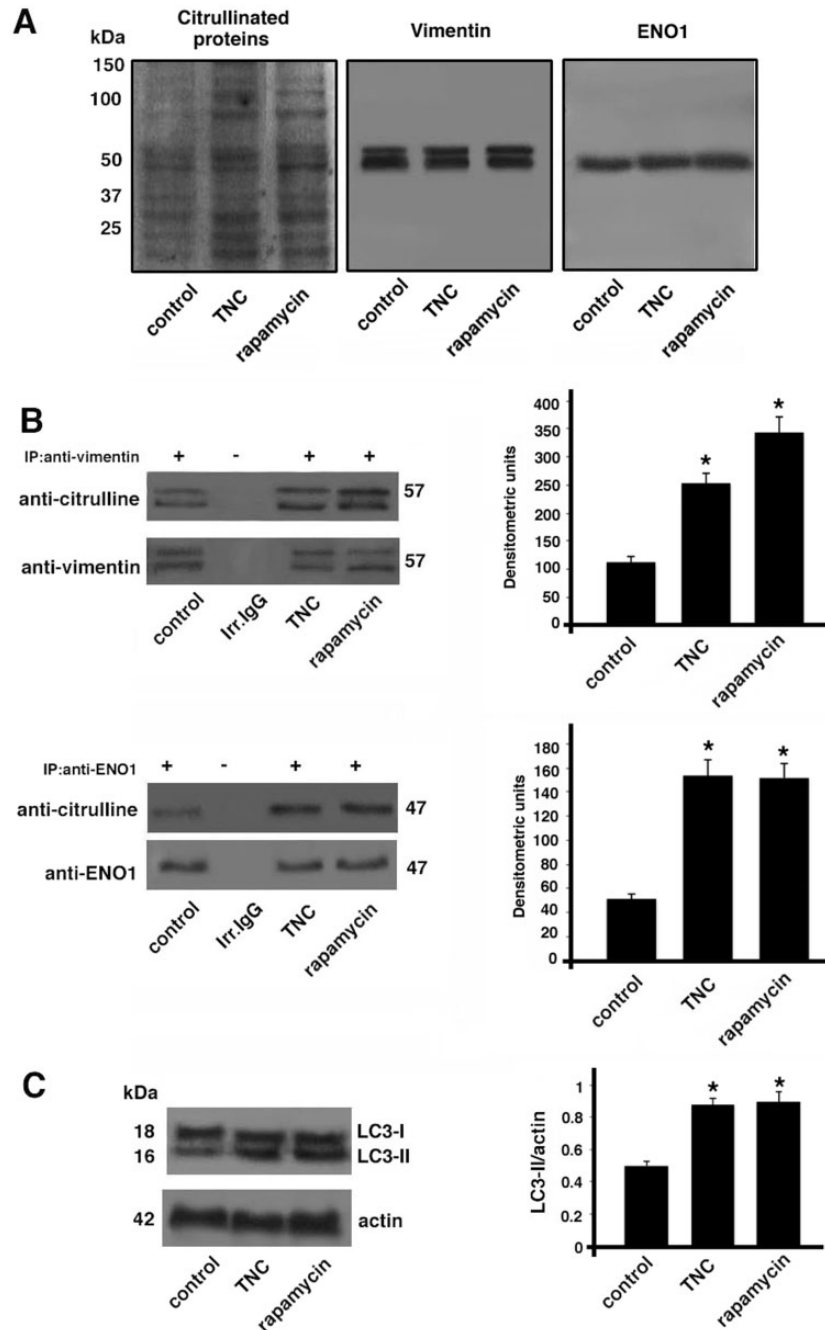 A
Citrullinated
proteins
Vimentin
ENO1
kDa
150
100
50
37
25
control
TNC
rapamycin
control
TNC
rapamycin
control
TNC
rapamycin
B
IP:anti-vimentin + - + +
anti-citrulline 57
anti-vimentin 57
control
Irr.IgG
TNC
rapamycin
Densitometric units
400
350
300
250
200
150
100
50
0
* *
control
TNC
rapamycin
IP:anti-ENO1 + - + +
anti-citrulline 47
anti-ENO1 47
control
Irr.IgG
TNC
rapamycin
Densitometric units
180
160
140
120
100
80
60
40
20
0
* *
control
TNC
rapamycin
C
kDa
18 LC3-I
16 LC3-II
42 actin
control
TNC
rapamycin
LC3-II/actin
1
0.8
0.6
0.4
0.2
0
* *
control
TNC
rapamycin